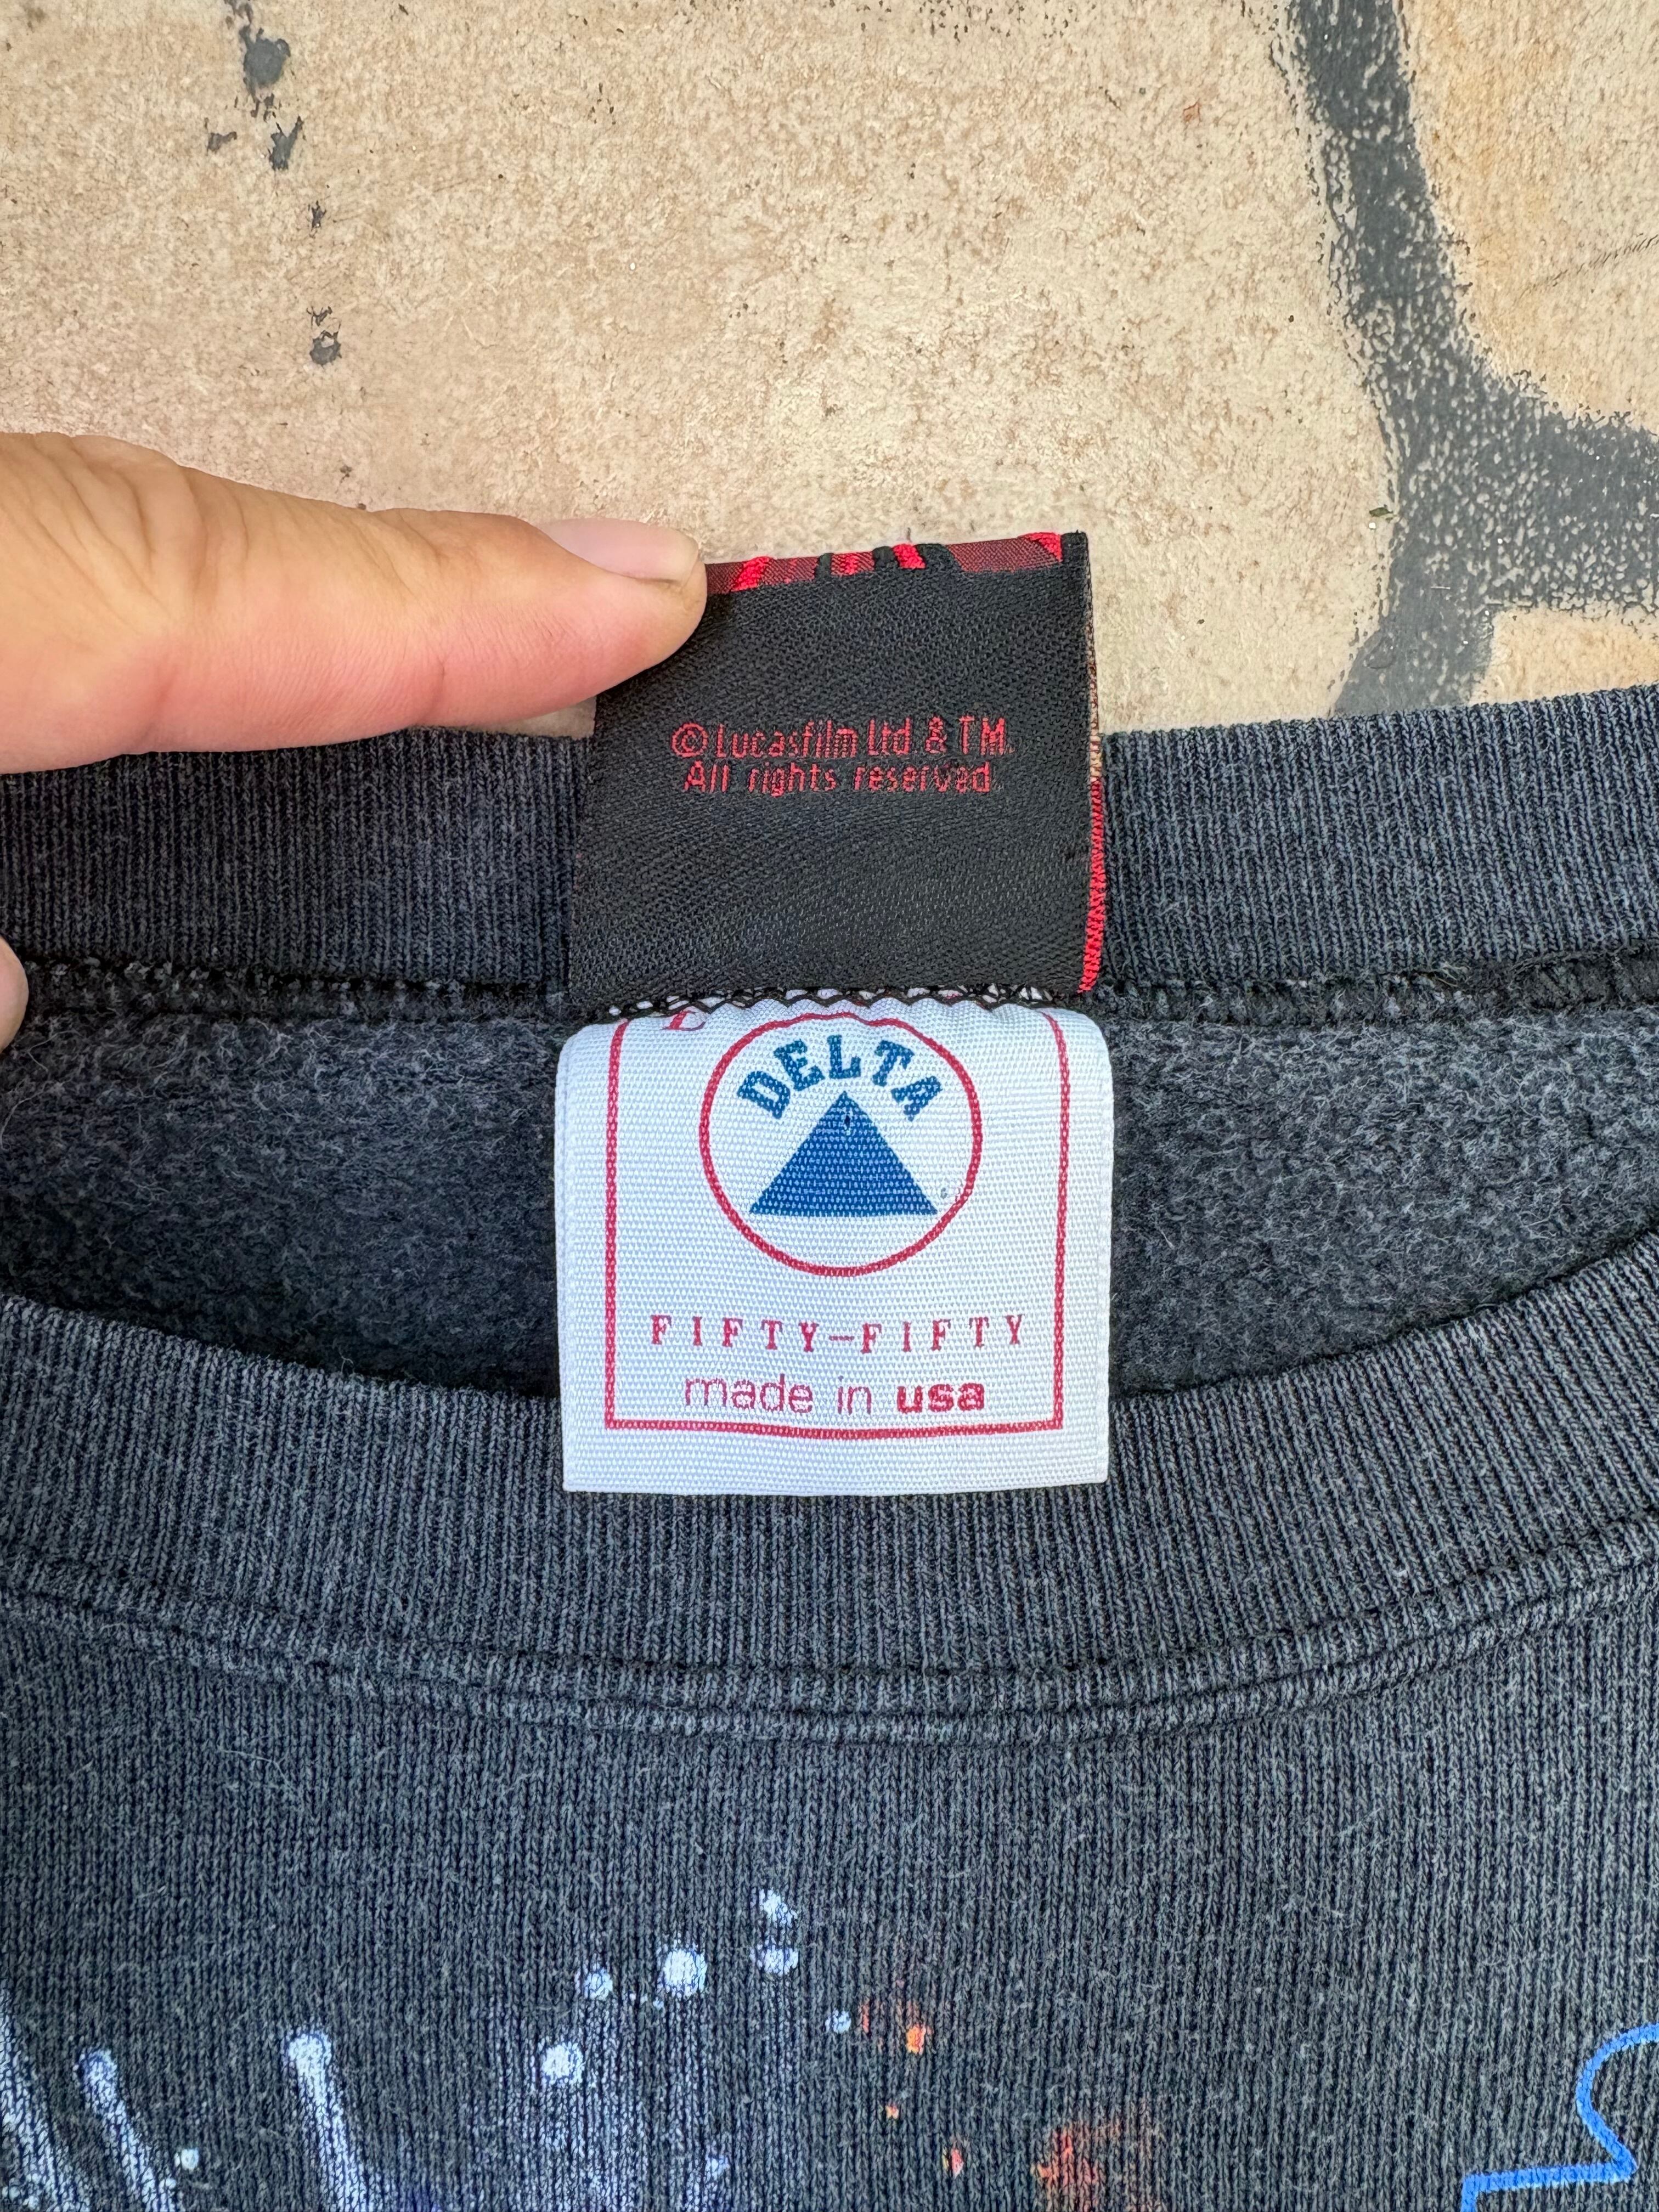 ©Lucasfilm Ltd & TM.
All rights reserved.
L
DELTA
FIFTY-FIFTY
made in usa